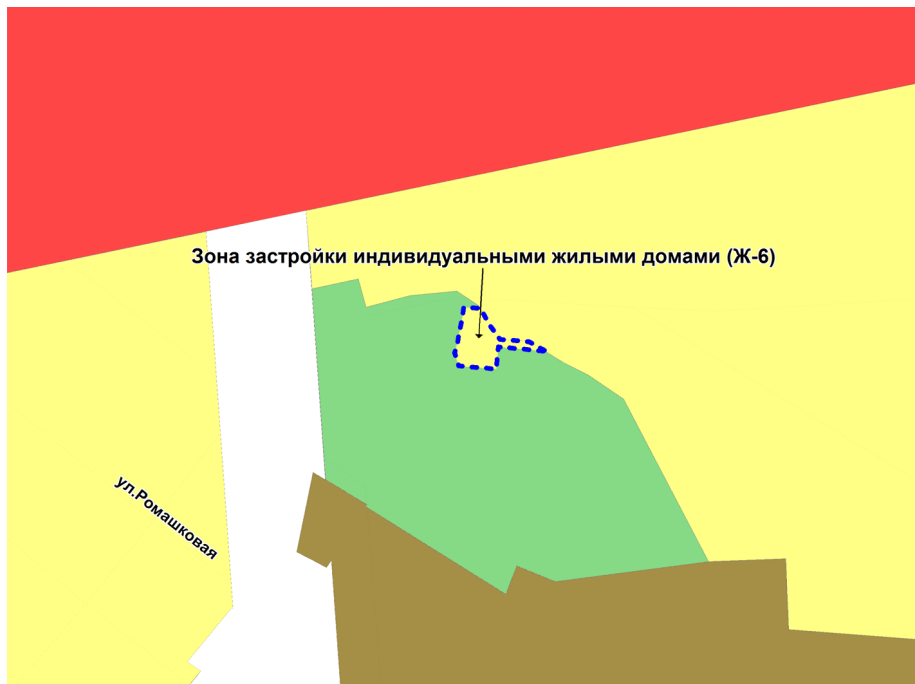 Зона застройки индивидуальными жилыми домами (Ж-6)
ул.Ромашковая